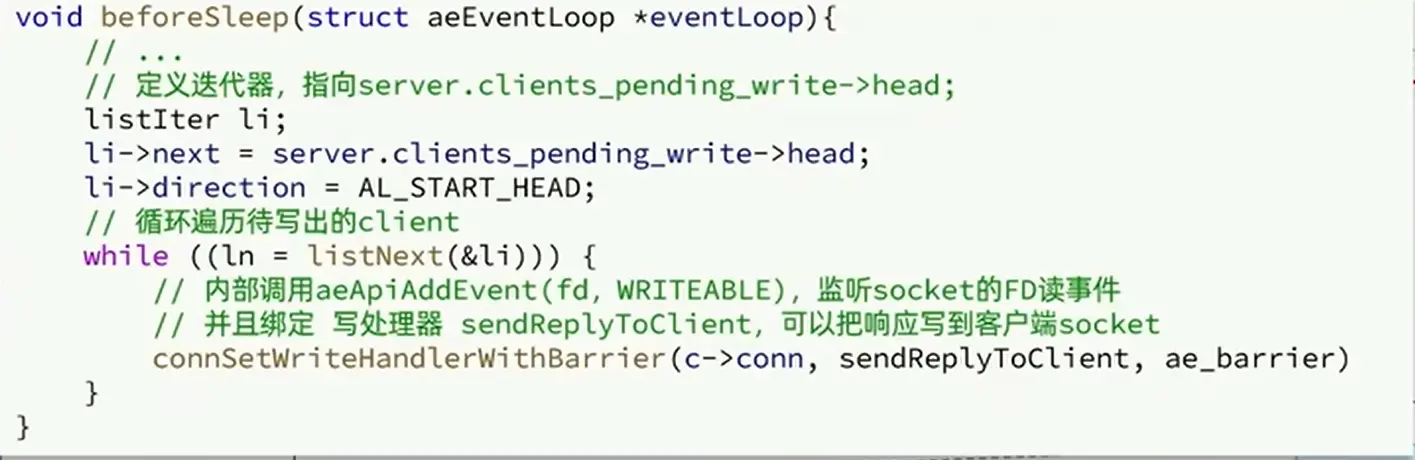 void beforeSleep(struct aeEventLoop *eventLoop){
// ...
// 定义迭代器，指向server.clients_pending_write->head;
listIter li;
li->next = server.clients_pending_write->head;
li->direction = AL_START_HEAD;
// 循环遍历待写出的client
while ((ln = listNext(&li))) {
// 内部调用aeApiAddEvent(fd, WRITEABLE)，监听socket的FD读事件
// 并且绑定 写处理器 sendReplyToClient，可以把响应写到客户端socket
connSetWriteHandlerWithBarrier(c->conn, sendReplyToClient, ae_barrier)
}
}